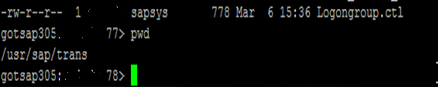 -rw-r--r-- 1 sapsys 778 Mar 6 15:36 Logongroup.ctl
gotsap305: 77> pwd
/usr/sap/trans
gotsap305: 78>